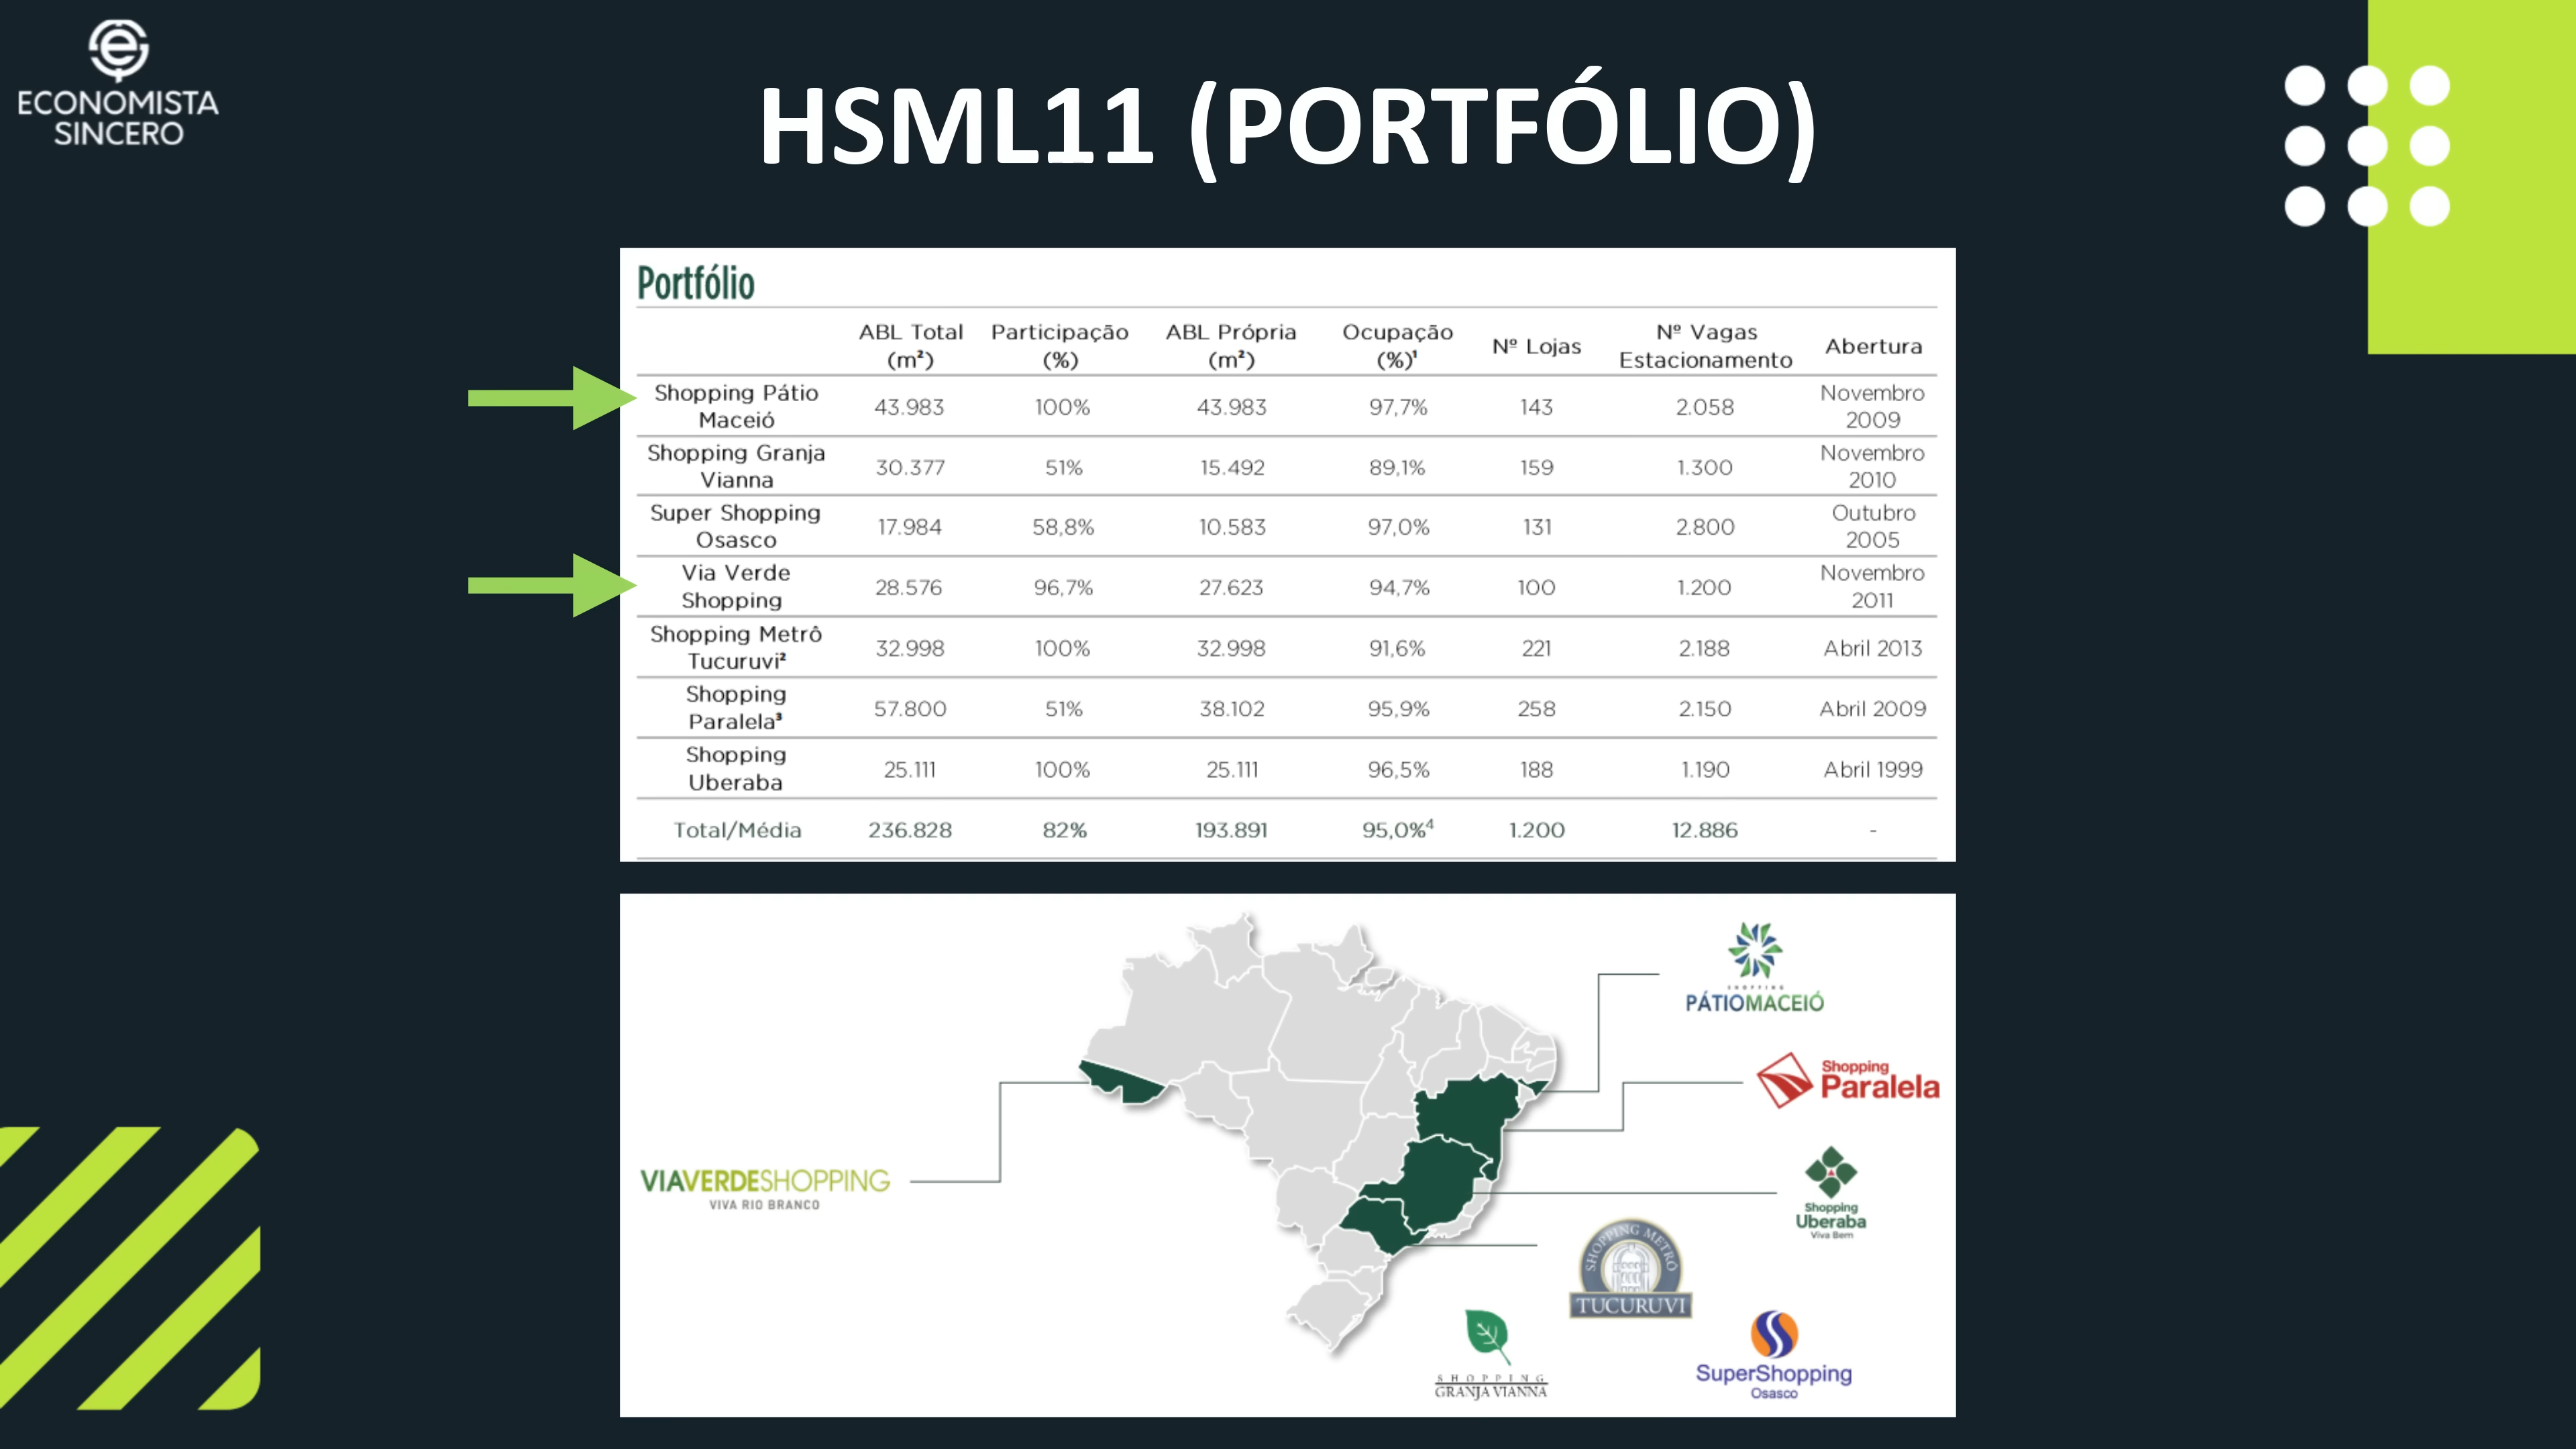 ECONOMISTA
SINCERO
HSML11 (PORTFÓLIO)
Portfólio
ABL Total (m²) Participação (%) ABL Própria (m²) Ocupação (%)¹ Nº Lojas Nº Vagas Estacionamento Abertura
Shopping Pátio Maceió 43.983 100% 43.983 97,7% 143 2.058 Novembro 2009
Shopping Granja Vianna 30.377 51% 15.492 89,1% 159 1.300 Novembro 2010
Super Shopping Osasco 17.984 58,8% 10.583 97,0% 131 2.800 Outubro 2005
Via Verde Shopping 28.576 96,7% 27.623 94,7% 100 1.200 Novembro 2011
Shopping Metrô Tucuruvi² 32.998 100% 32.998 91,6% 221 2.188 Abril 2013
Shopping Paralela³ 57.800 51% 38.102 95,9% 258 2.150 Abril 2009
Shopping Uberaba 25.111 100% 25.111 96,5% 188 1.190 Abril 1999
Total/Média 236.828 82% 193.891 95,0%⁴ 1.200 12.886 -
SHOPPING
PÁTIOMACEIÓ
Shopping
Paralela
VIAVERDESHOPPING
VIVA RIO BRANCO
Shopping
Uberaba
Viva Bem
SHOPPING METRÔ
TUCURUVI
SHOPPING
GRANJA VIANNA
SuperShopping
Osasco